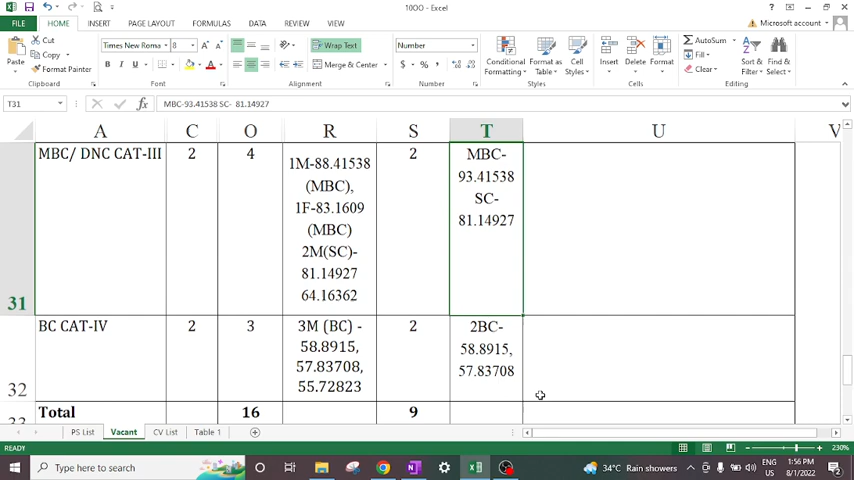 10OO - Excel
Microsoft account
FILE HOME INSERT PAGE LAYOUT FORMULAS DATA REVIEW VIEW
Cut
Copy
Format Painter
Paste
Clipboard
Times New Roma 8
B I U
Font
Wrap Text
Merge & Center
Alignment
Number
$ % ,
Number
Conditional Formatting
Format as Table
Cell Styles
Styles
Insert Delete Format
Cells
AutoSum
Fill
Clear
Sort & Filter
Find & Select
Editing
T31
fx
MBC-93.41538 SC- 81.14927
A C O R S T U V
31
MBC/ DNC CAT-III
2
4
1M-88.41538
(MBC),
1F-83.1609
(MBC)
2M(SC)-
81.14927
64.16362
2
MBC-
93.41538
SC-
81.14927
32
BC CAT-IV
2
3
3M (BC) -
58.8915,
57.83708,
55.72823
2
2BC-
58.8915,
57.83708
33
Total
16
9
PS List Vacant CV List Table 1
READY
230%
Type here to search
34°C Rain showers
ENG
US
1:56 PM
8/1/2022
2